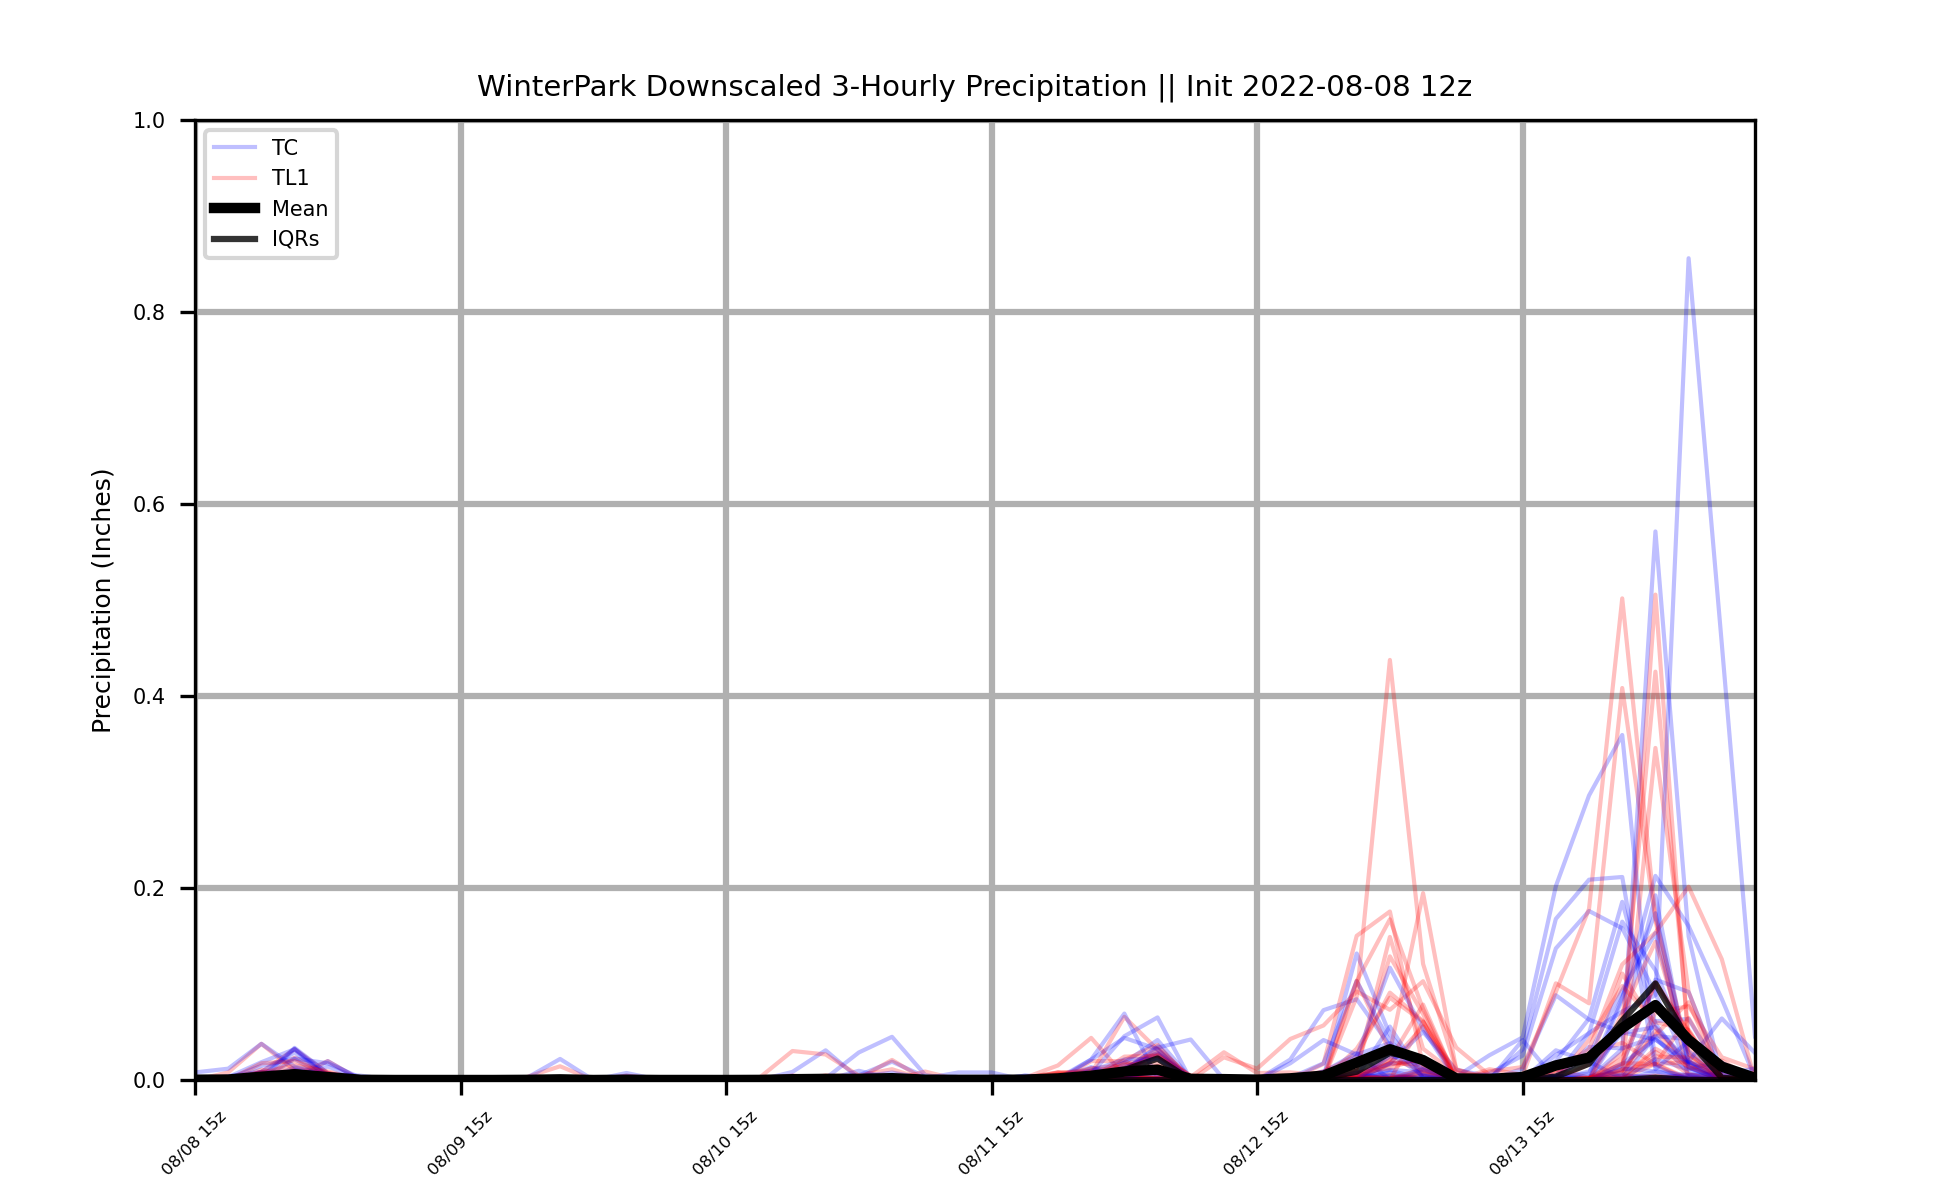 WinterPark Downscaled 3-Hourly Precipitation || Init 2022-08-08 12z
1.0
0.8
0.6
0.4
0.2
0.0
Precipitation (Inches)
TC
TL1
Mean
IQRs
08/08 15z
08/09 15z
08/10 15z
08/11 15z
08/12 15z
08/13 15z